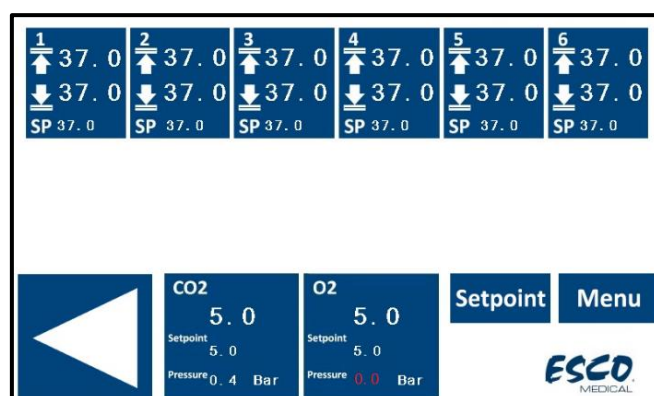 1 2 3 4 5 6
37.0 37.0 37.0 37.0 37.0 37.0
37.0 37.0 37.0 37.0 37.0 37.0
SP 37.0 SP 37.0 SP 37.0 SP 37.0 SP 37.0 SP 37.0
CO2
5.0
Setpoint
5.0
Pressure 0.4 Bar
O2
5.0
Setpoint
5.0
Pressure 0.0 Bar
Setpoint
Menu
ESCO
MEDICAL